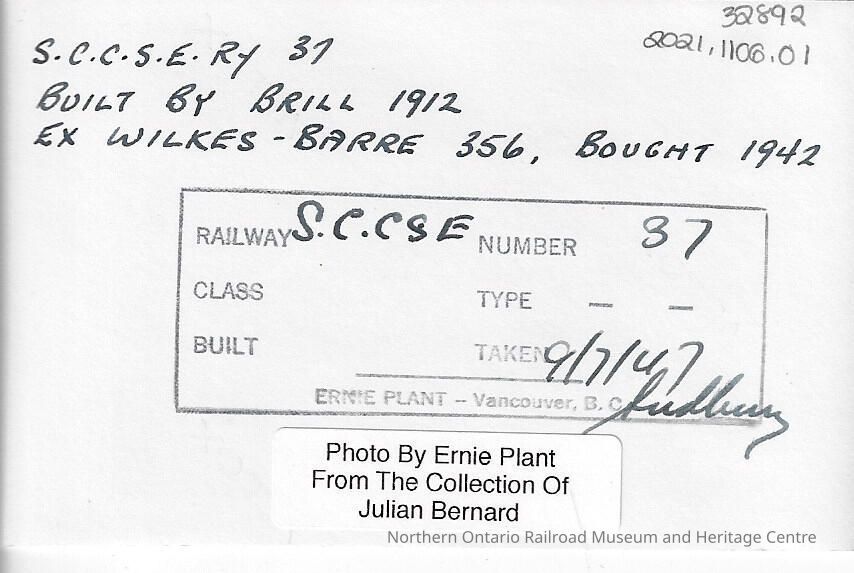 32892
2021.1106.01
S.C.C.S.E. RY 37
BUILT BY BRILL 1912
EX WILKES-BARRE 356, BOUGHT 1942
RAILWAY S.C.CSE NUMBER 37
CLASS TYPE — —
BUILT TAKEN 9/7/47
ERNIE PLANT – Vancouver, B. C. Sudbury
Photo By Ernie Plant
From The Collection Of
Julian Bernard
Northern Ontario Railroad Museum and Heritage Centre